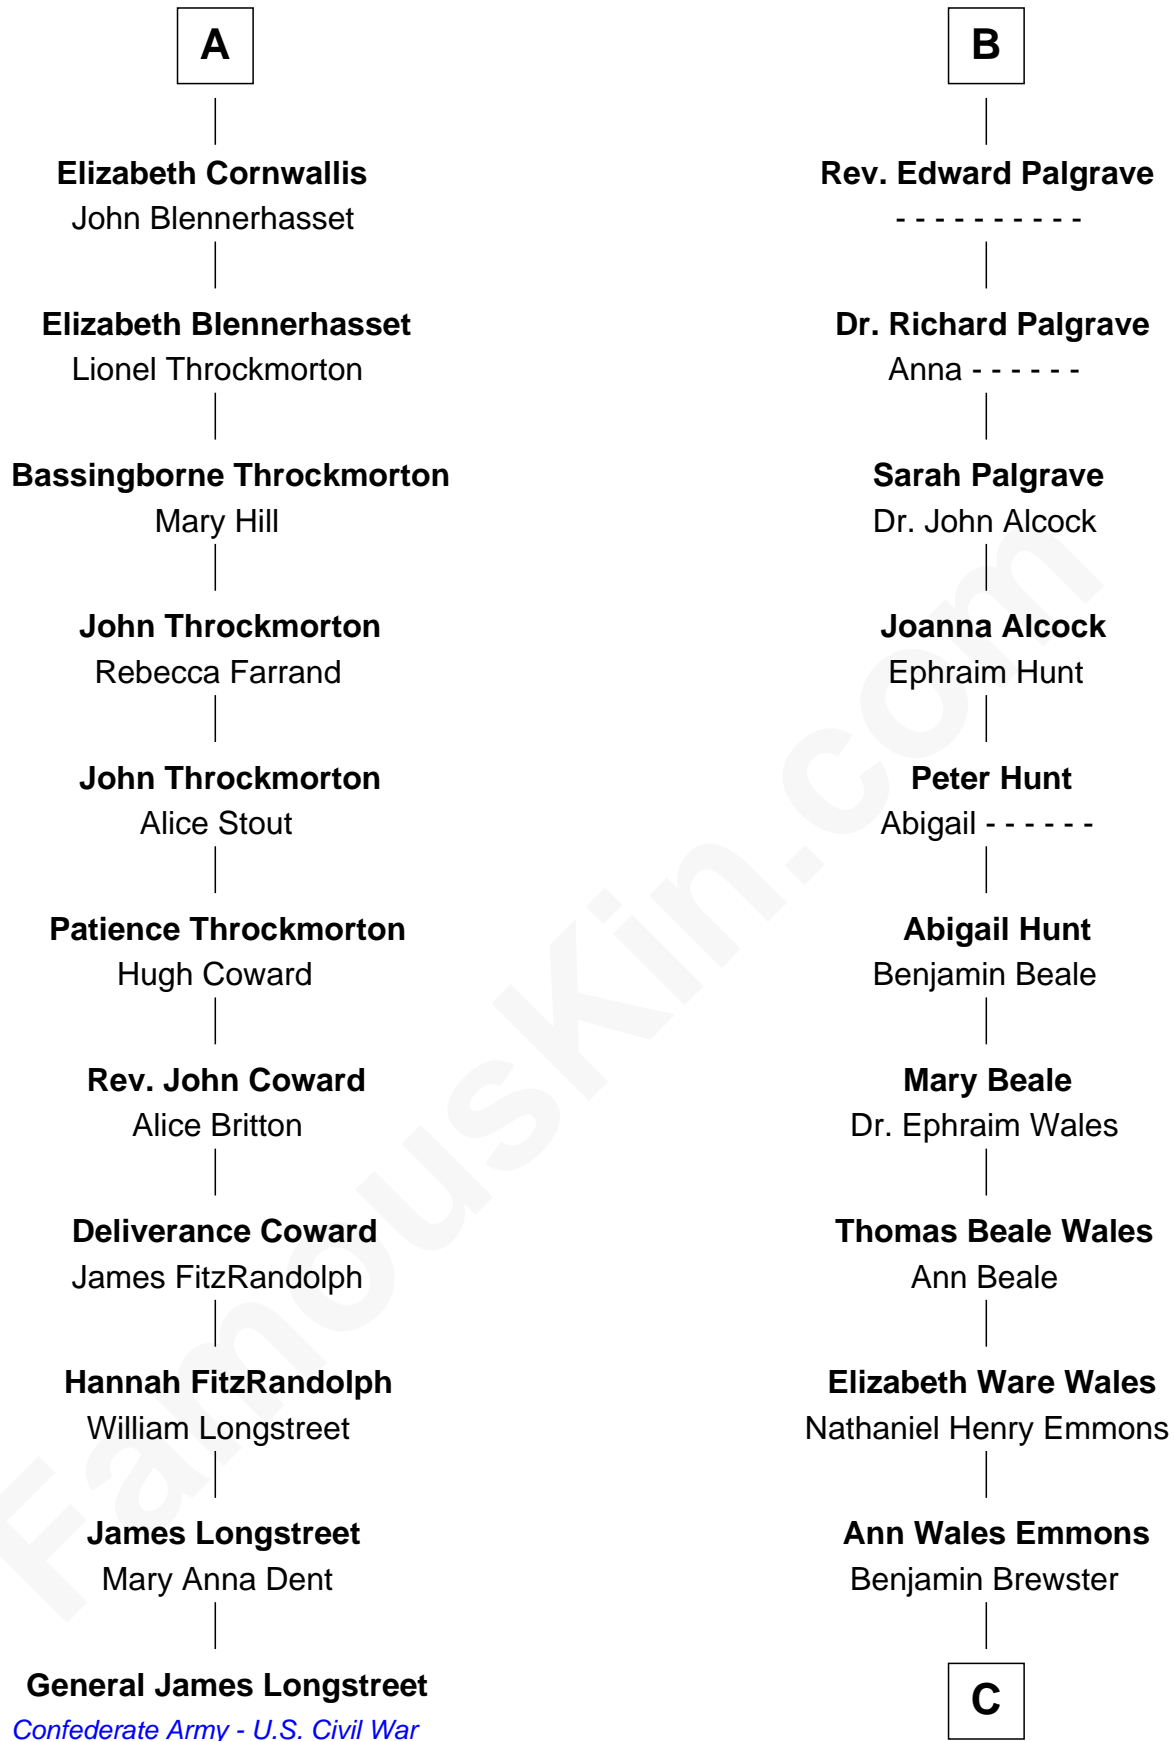 A
Elizabeth Cornwallis
John Blennerhasset
Elizabeth Blennerhasset
Lionel Throckmorton
Bassingborne Throckmorton
Mary Hill
John Throckmorton
Rebecca Farrand
John Throckmorton
Alice Stout
Patience Throckmorton
Hugh Coward
Rev. John Coward
Alice Britton
Deliverance Coward
James FitzRandolph
Hannah FitzRandolph
William Longstreet
James Longstreet
Mary Anna Dent
General James Longstreet
Confederate Army - U.S. Civil War
B
Rev. Edward Palgrave
- - - - - - - - - -
Dr. Richard Palgrave
Anna - - - - - -
Sarah Palgrave
Dr. John Alcock
Joanna Alcock
Ephraim Hunt
Peter Hunt
Abigail - - - - - -
Abigail Hunt
Benjamin Beale
Mary Beale
Dr. Ephraim Wales
Thomas Beale Wales
Ann Beale
Elizabeth Ware Wales
Nathaniel Henry Emmons
Ann Wales Emmons
Benjamin Brewster
C
FamousKin.com